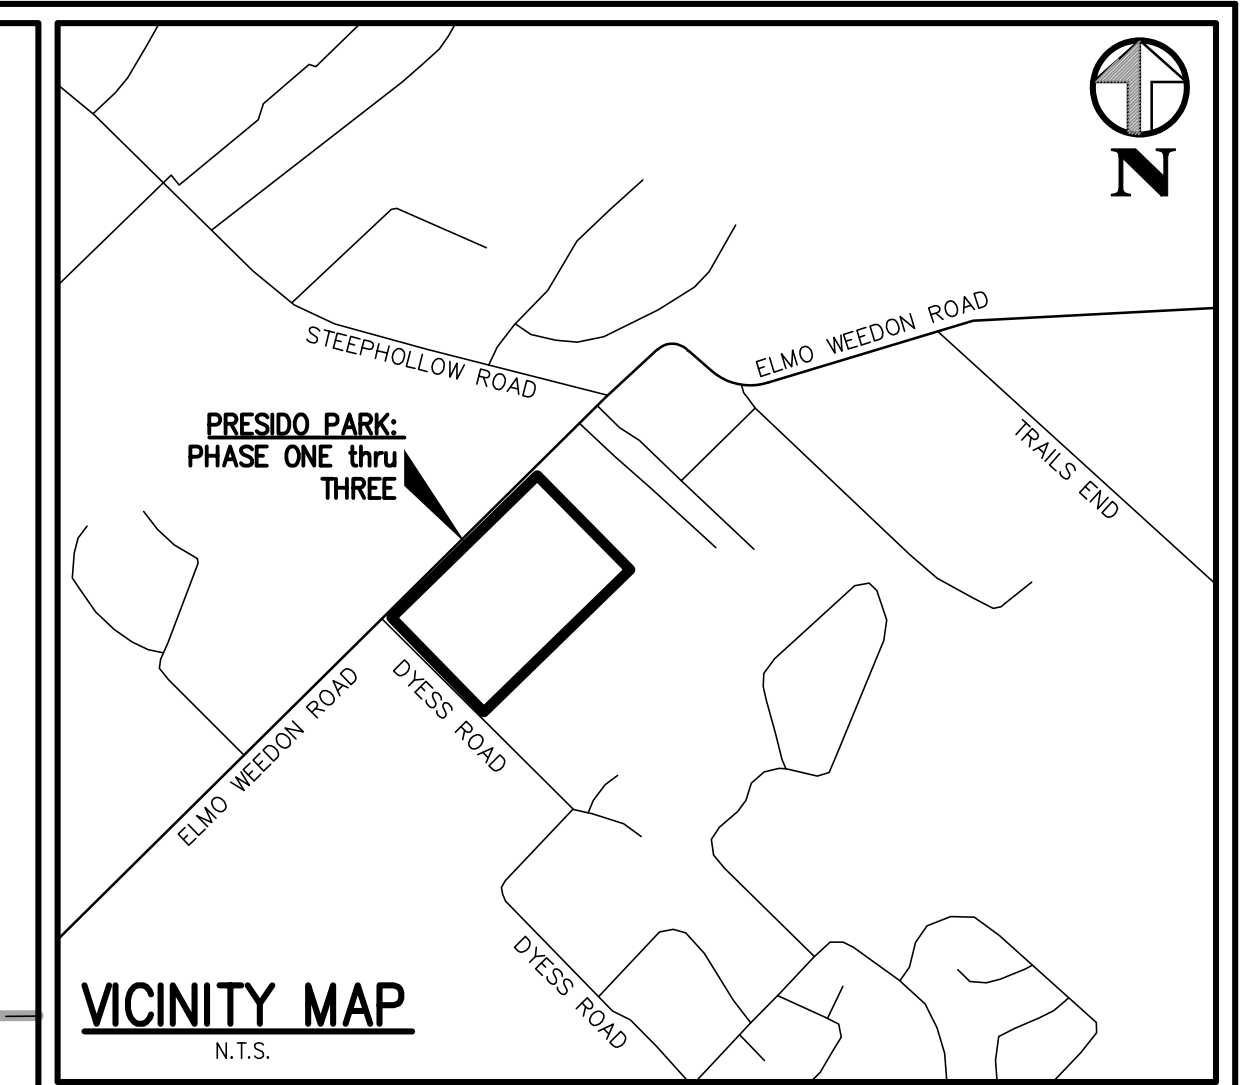 N
STEEPHOLLOW ROAD
ELMO WEEDON ROAD
TRAILS END
PRESIDO PARK:
PHASE ONE thru
THREE
ELMO WEEDON ROAD
DYESS ROAD
DYESS ROAD
VICINITY MAP
N.T.S.